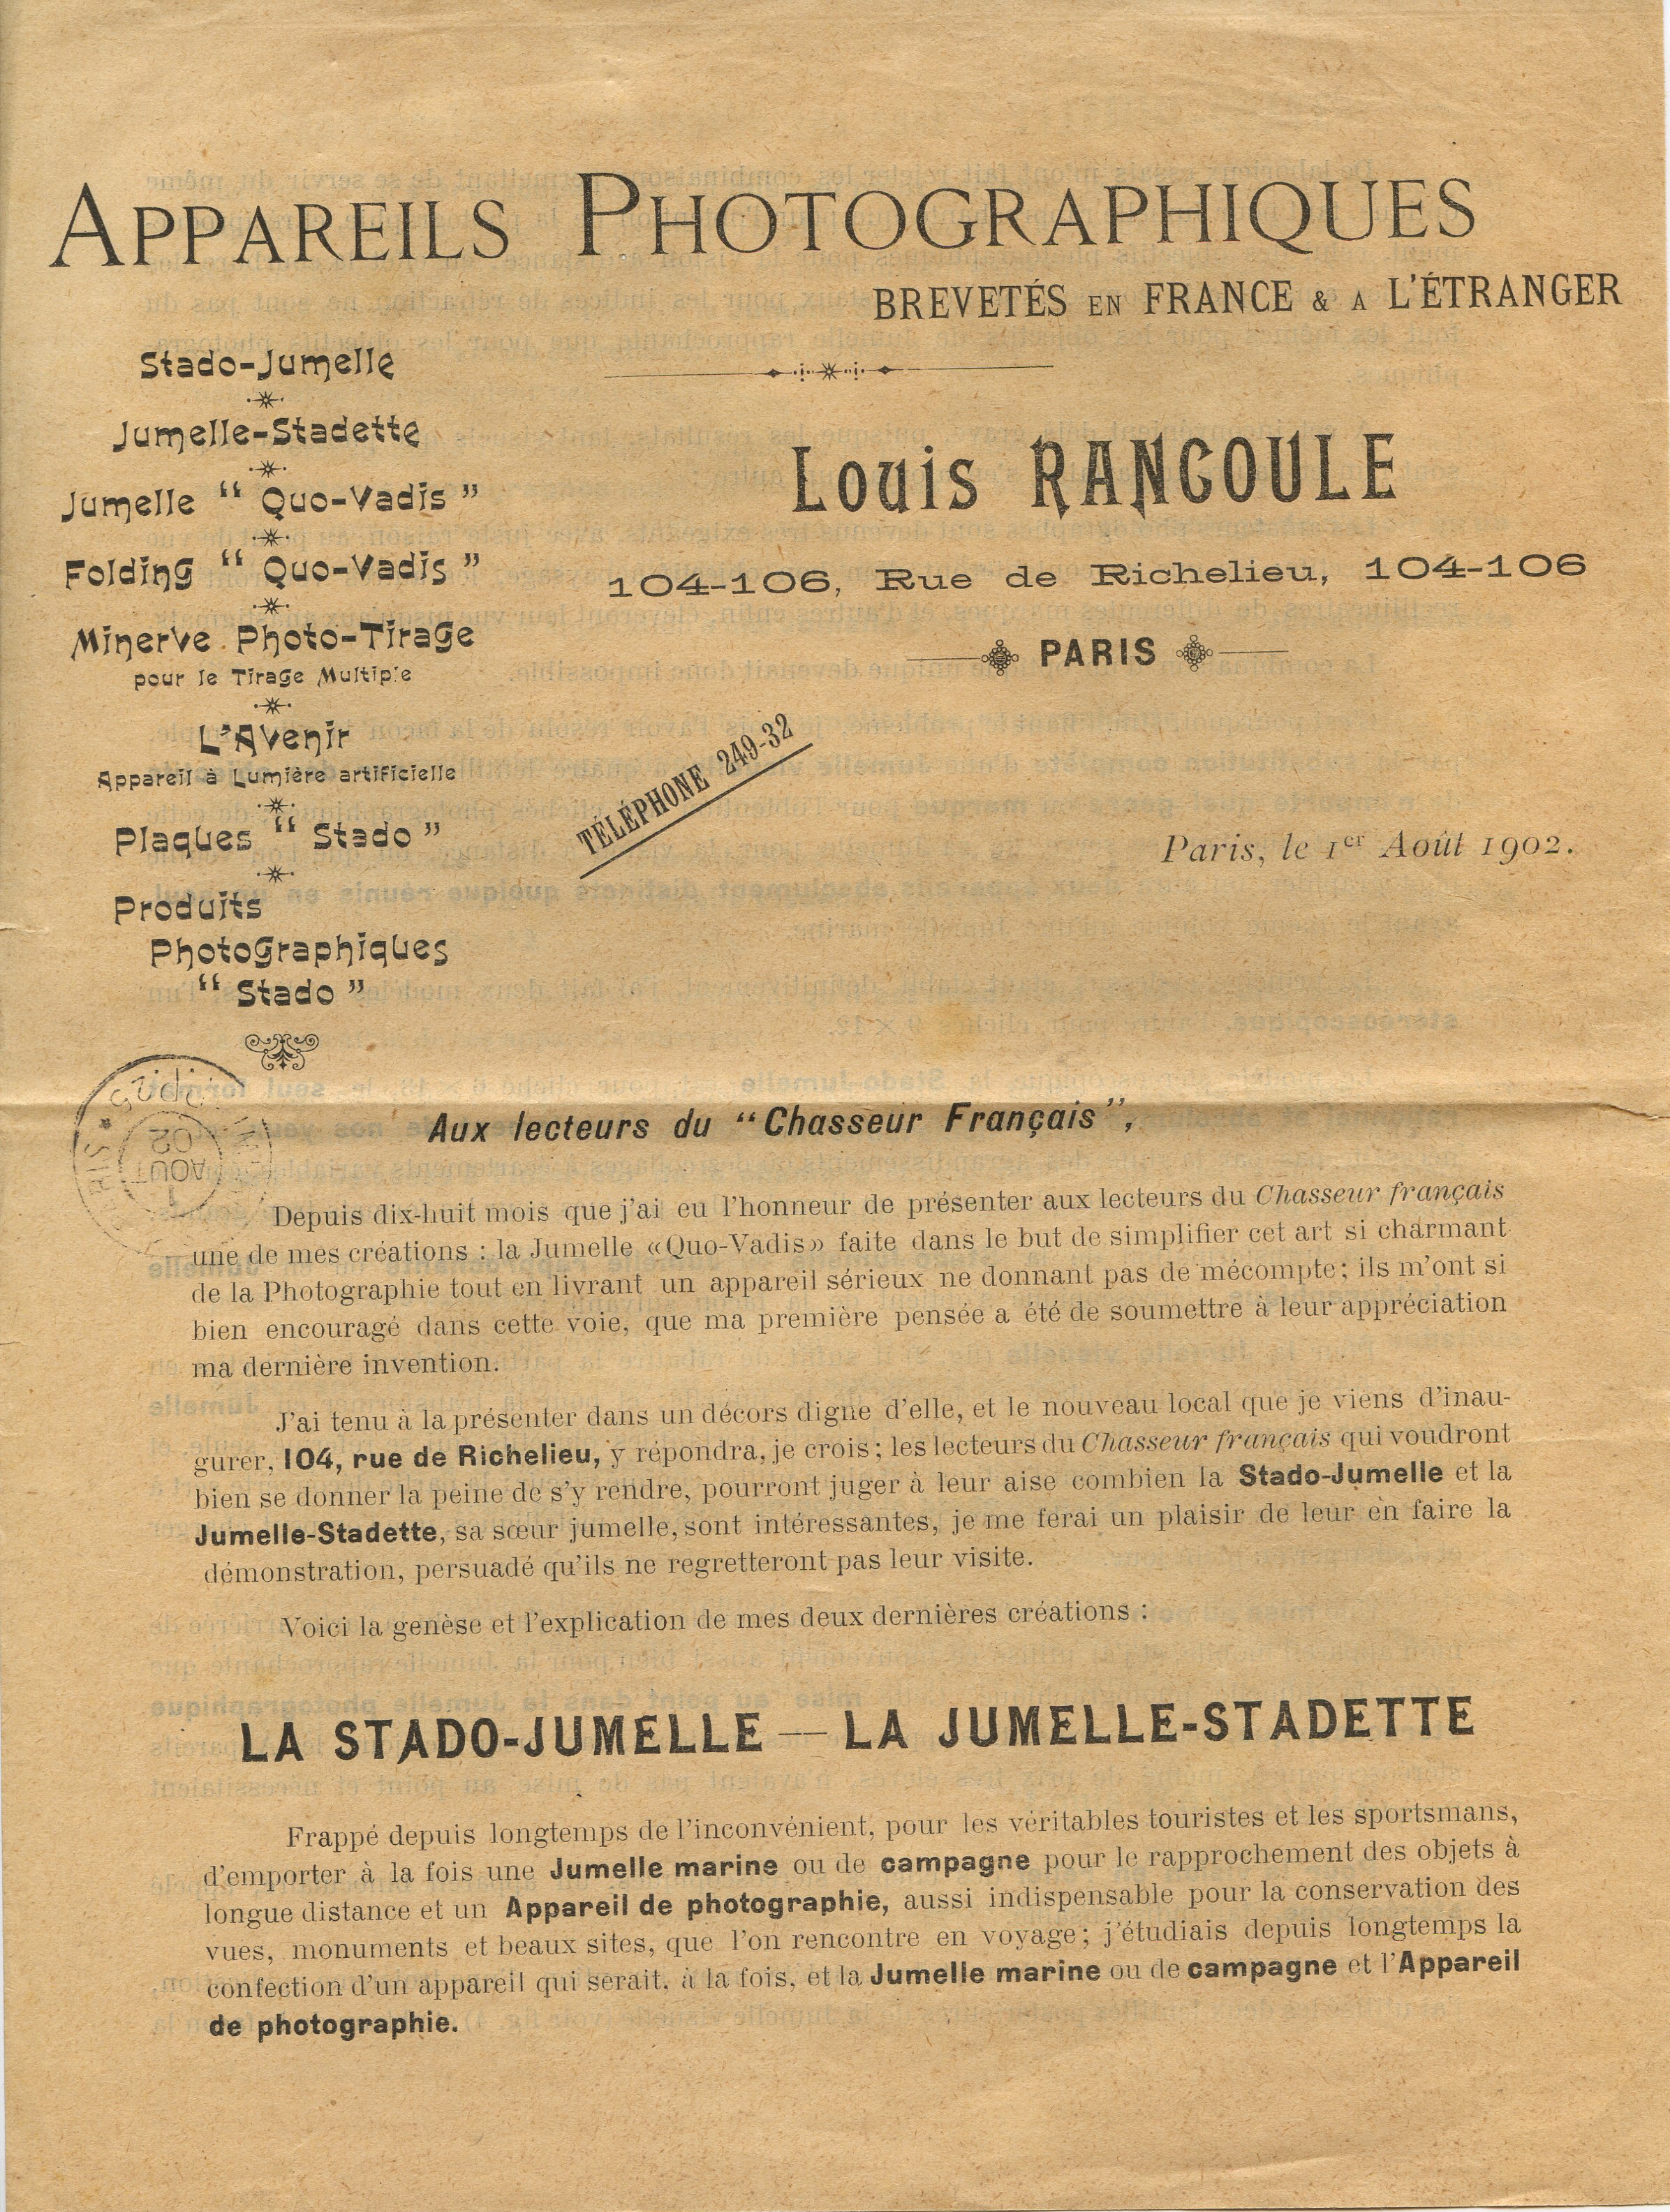 APPAREILS PHOTOGRAPHIQUES
BREVETÉS EN FRANCE & A L'ÉTRANGER
Stado-Jumelle
Jumelle-Stadette
Jumelle “ Quo-Vadis ”
Folding “ Quo-Vadis ”
Minerve Photo-Tirage
pour le Tirage Multiple
L'Avenir
Appareil à Lumière artificielle
Plaques “ Stado ”
Produits
Photographiques
“ Stado ”
Louis RANCOULE
104-106, Rue de Richelieu, 104-106
PARIS
TÉLÉPHONE 249-32
Paris, le 1er Août 1902.
Aux lecteurs du “Chasseur Français”,
Depuis dix-huit mois que j'ai eu l'honneur de présenter aux lecteurs du Chasseur français
une de mes créations : la Jumelle «Quo-Vadis» faite dans le but de simplifier cet art si charmant
de la Photographie tout en livrant un appareil sérieux ne donnant pas de mécompte; ils m'ont si
bien encouragé dans cette voie, que ma première pensée a été de soumettre à leur appréciation
ma dernière invention.
J'ai tenu à la présenter dans un décors digne d'elle, et le nouveau local que je viens d'inau-
gurer, 104, rue de Richelieu, y répondra, je crois; les lecteurs du Chasseur français qui voudront
bien se donner la peine de s'y rendre, pourront juger à leur aise combien la Stado-Jumelle et la
Jumelle-Stadette, sa sœur jumelle, sont intéressantes, je me ferai un plaisir de leur en faire la
démonstration, persuadé qu'ils ne regretteront pas leur visite.
Voici la genèse et l'explication de mes deux dernières créations :
LA STADO-JUMELLE — LA JUMELLE-STADETTE
Frappé depuis longtemps de l'inconvénient, pour les véritables touristes et les sportsmans,
d'emporter à la fois une Jumelle marine ou de campagne pour le rapprochement des objets à
longue distance et un Appareil de photographie, aussi indispensable pour la conservation des
vues, monuments et beaux sites, que l'on rencontre en voyage; j'étudiais depuis longtemps la
confection d'un appareil qui serait, à la fois, et la Jumelle marine ou de campagne et l'Appareil
de photographie.